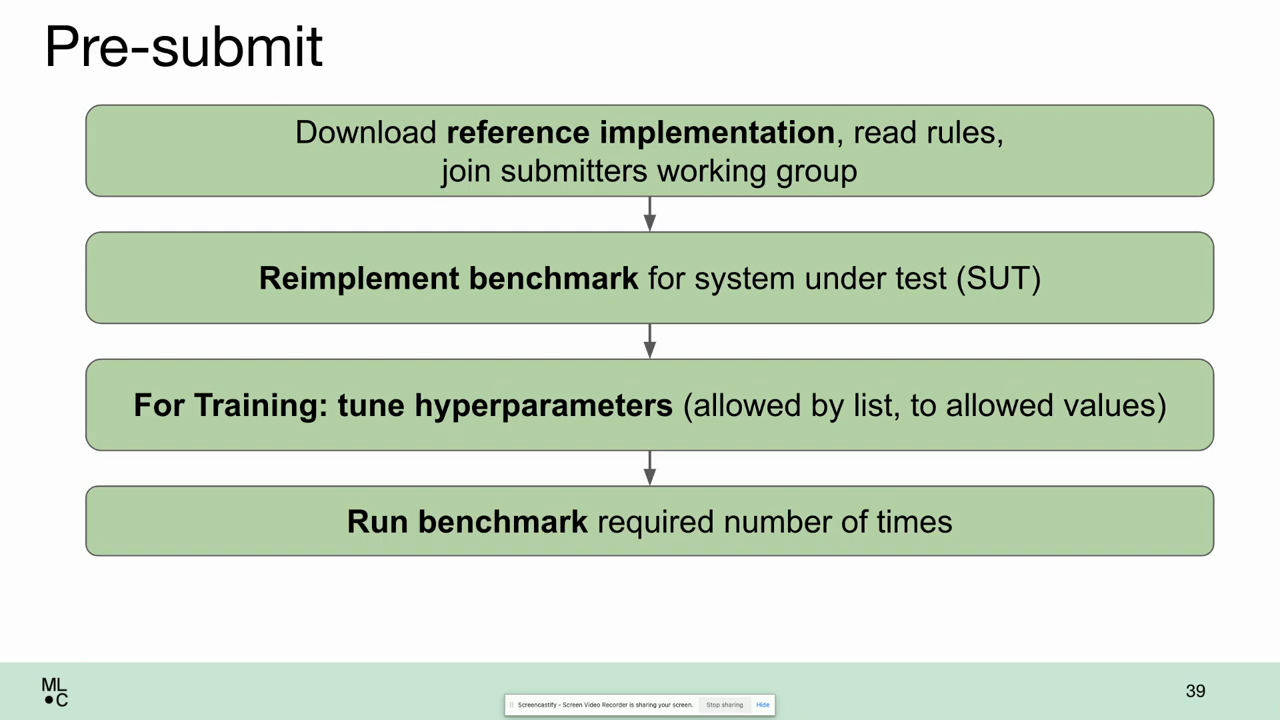 Pre-submit
Download reference implementation, read rules,
join submitters working group
Reimplement benchmark for system under test (SUT)
For Training: tune hyperparameters (allowed by list, to allowed values)
Run benchmark required number of times
ML
C
39
Screencastify - Screen Video Recorder is sharing your screen. Stop sharing Hide